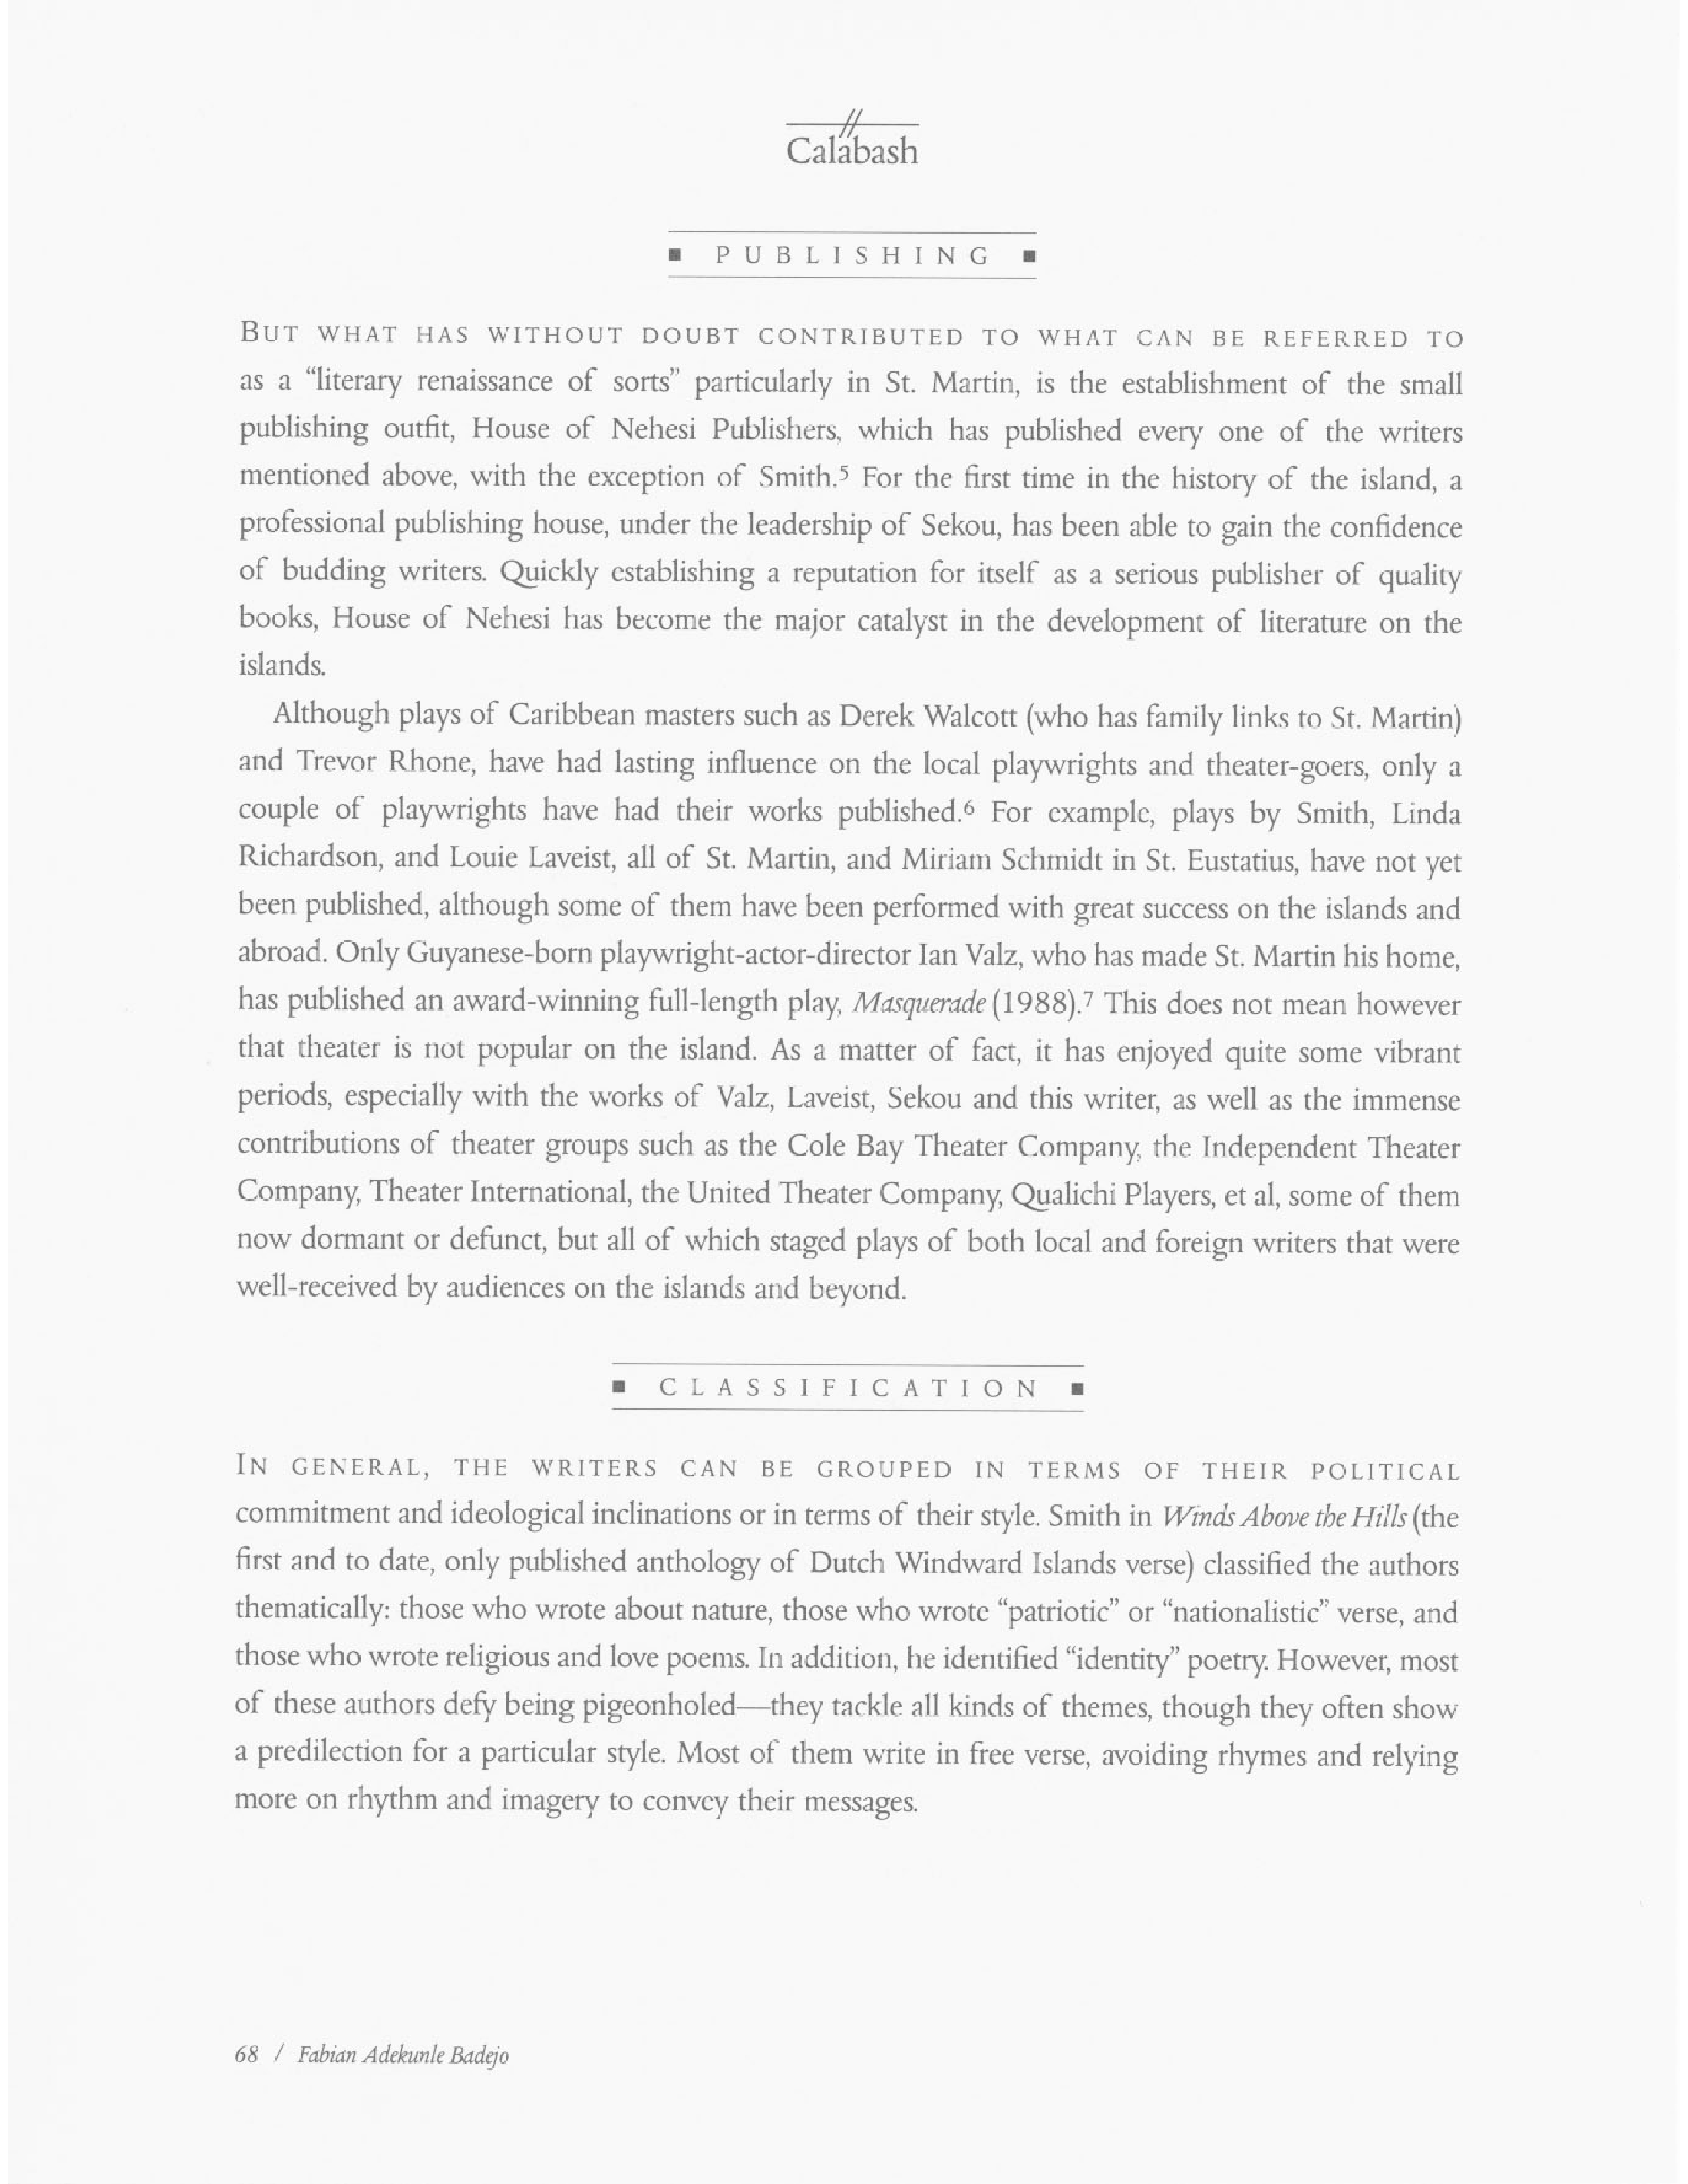 Calabash
PUBLISHING
BUT WHAT HAS WITHOUT DOUBT CONTRIBUTED TO WHAT CAN BE REFERRED TO
as a “literary renaissance of sorts” particularly in St. Martin, is the establishment of the small
publishing outfit, House of Nehesi Publishers, which has published every one of the writers
mentioned above, with the exception of Smith.5 For the first time in the history of the island, a
professional publishing house, under the leadership of Sekou, has been able to gain the confidence
of budding writers. Quickly establishing a reputation for itself as a serious publisher of quality
books, House of Nehesi has become the major catalyst in the development of literature on the
islands.
Although plays of Caribbean masters such as Derek Walcott (who has family links to St. Martin)
and Trevor Rhone, have had lasting influence on the local playwrights and theater-goers, only a
couple of playwrights have had their works published.6 For example, plays by Smith, Linda
Richardson, and Louie Laveist, all of St. Martin, and Miriam Schmidt in St. Eustatius, have not yet
been published, although some of them have been performed with great success on the islands and
abroad. Only Guyanese-born playwright-actor-director Ian Valz, who has made St. Martin his home,
has published an award-winning full-length play, Masquerade (1988).7 This does not mean however
that theater is not popular on the island. As a matter of fact, it has enjoyed quite some vibrant
periods, especially with the works of Valz, Laveist, Sekou and this writer, as well as the immense
contributions of theater groups such as the Cole Bay Theater Company, the Independent Theater
Company, Theater International, the United Theater Company, Qualichi Players, et al, some of them
now dormant or defunct, but all of which staged plays of both local and foreign writers that were
well-received by audiences on the islands and beyond.
CLASSIFICATION
IN GENERAL, THE WRITERS CAN BE GROUPED IN TERMS OF THEIR POLITICAL
commitment and ideological inclinations or in terms of their style. Smith in Winds Above the Hills (the
first and to date, only published anthology of Dutch Windward Islands verse) classified the authors
thematically: those who wrote about nature, those who wrote “patriotic” or “nationalistic” verse, and
those who wrote religious and love poems. In addition, he identified “identity” poetry. However, most
of these authors defy being pigeonholed—they tackle all kinds of themes, though they often show
a predilection for a particular style. Most of them write in free verse, avoiding rhymes and relying
more on rhythm and imagery to convey their messages.
68 / Fabian Adekunle Badejo